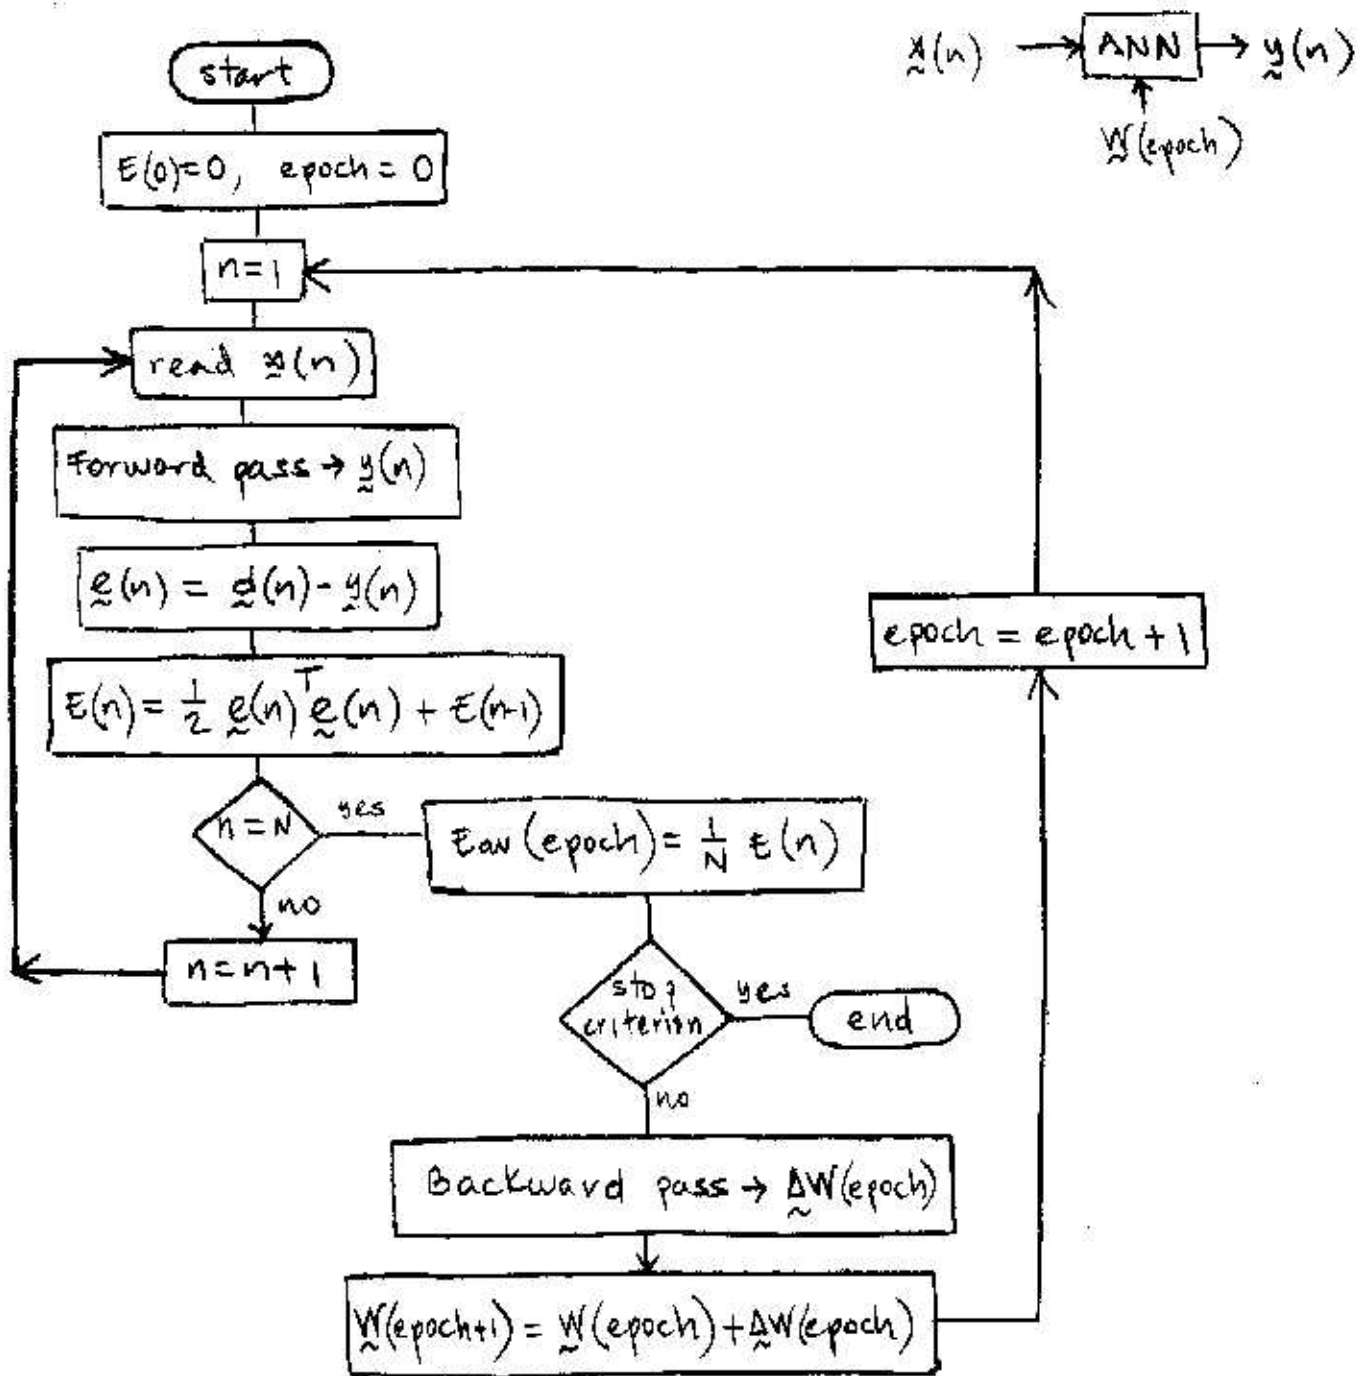 start
x(n) → ANN → y(n)
W(epoch)
E(0)=0, epoch = 0
n=1
read x(n)
Forward pass → y(n)
e(n) = d(n) - y(n)
epoch = epoch + 1
E(n) = 1/2 e(n)ᵀ e(n) + E(n-1)
n = N
yes
Eav (epoch) = 1/N E(n)
no
n = n + 1
stop
criterion
yes
end
no
Backward pass → ΔW(epoch)
W(epoch+1) = W(epoch) + ΔW(epoch)